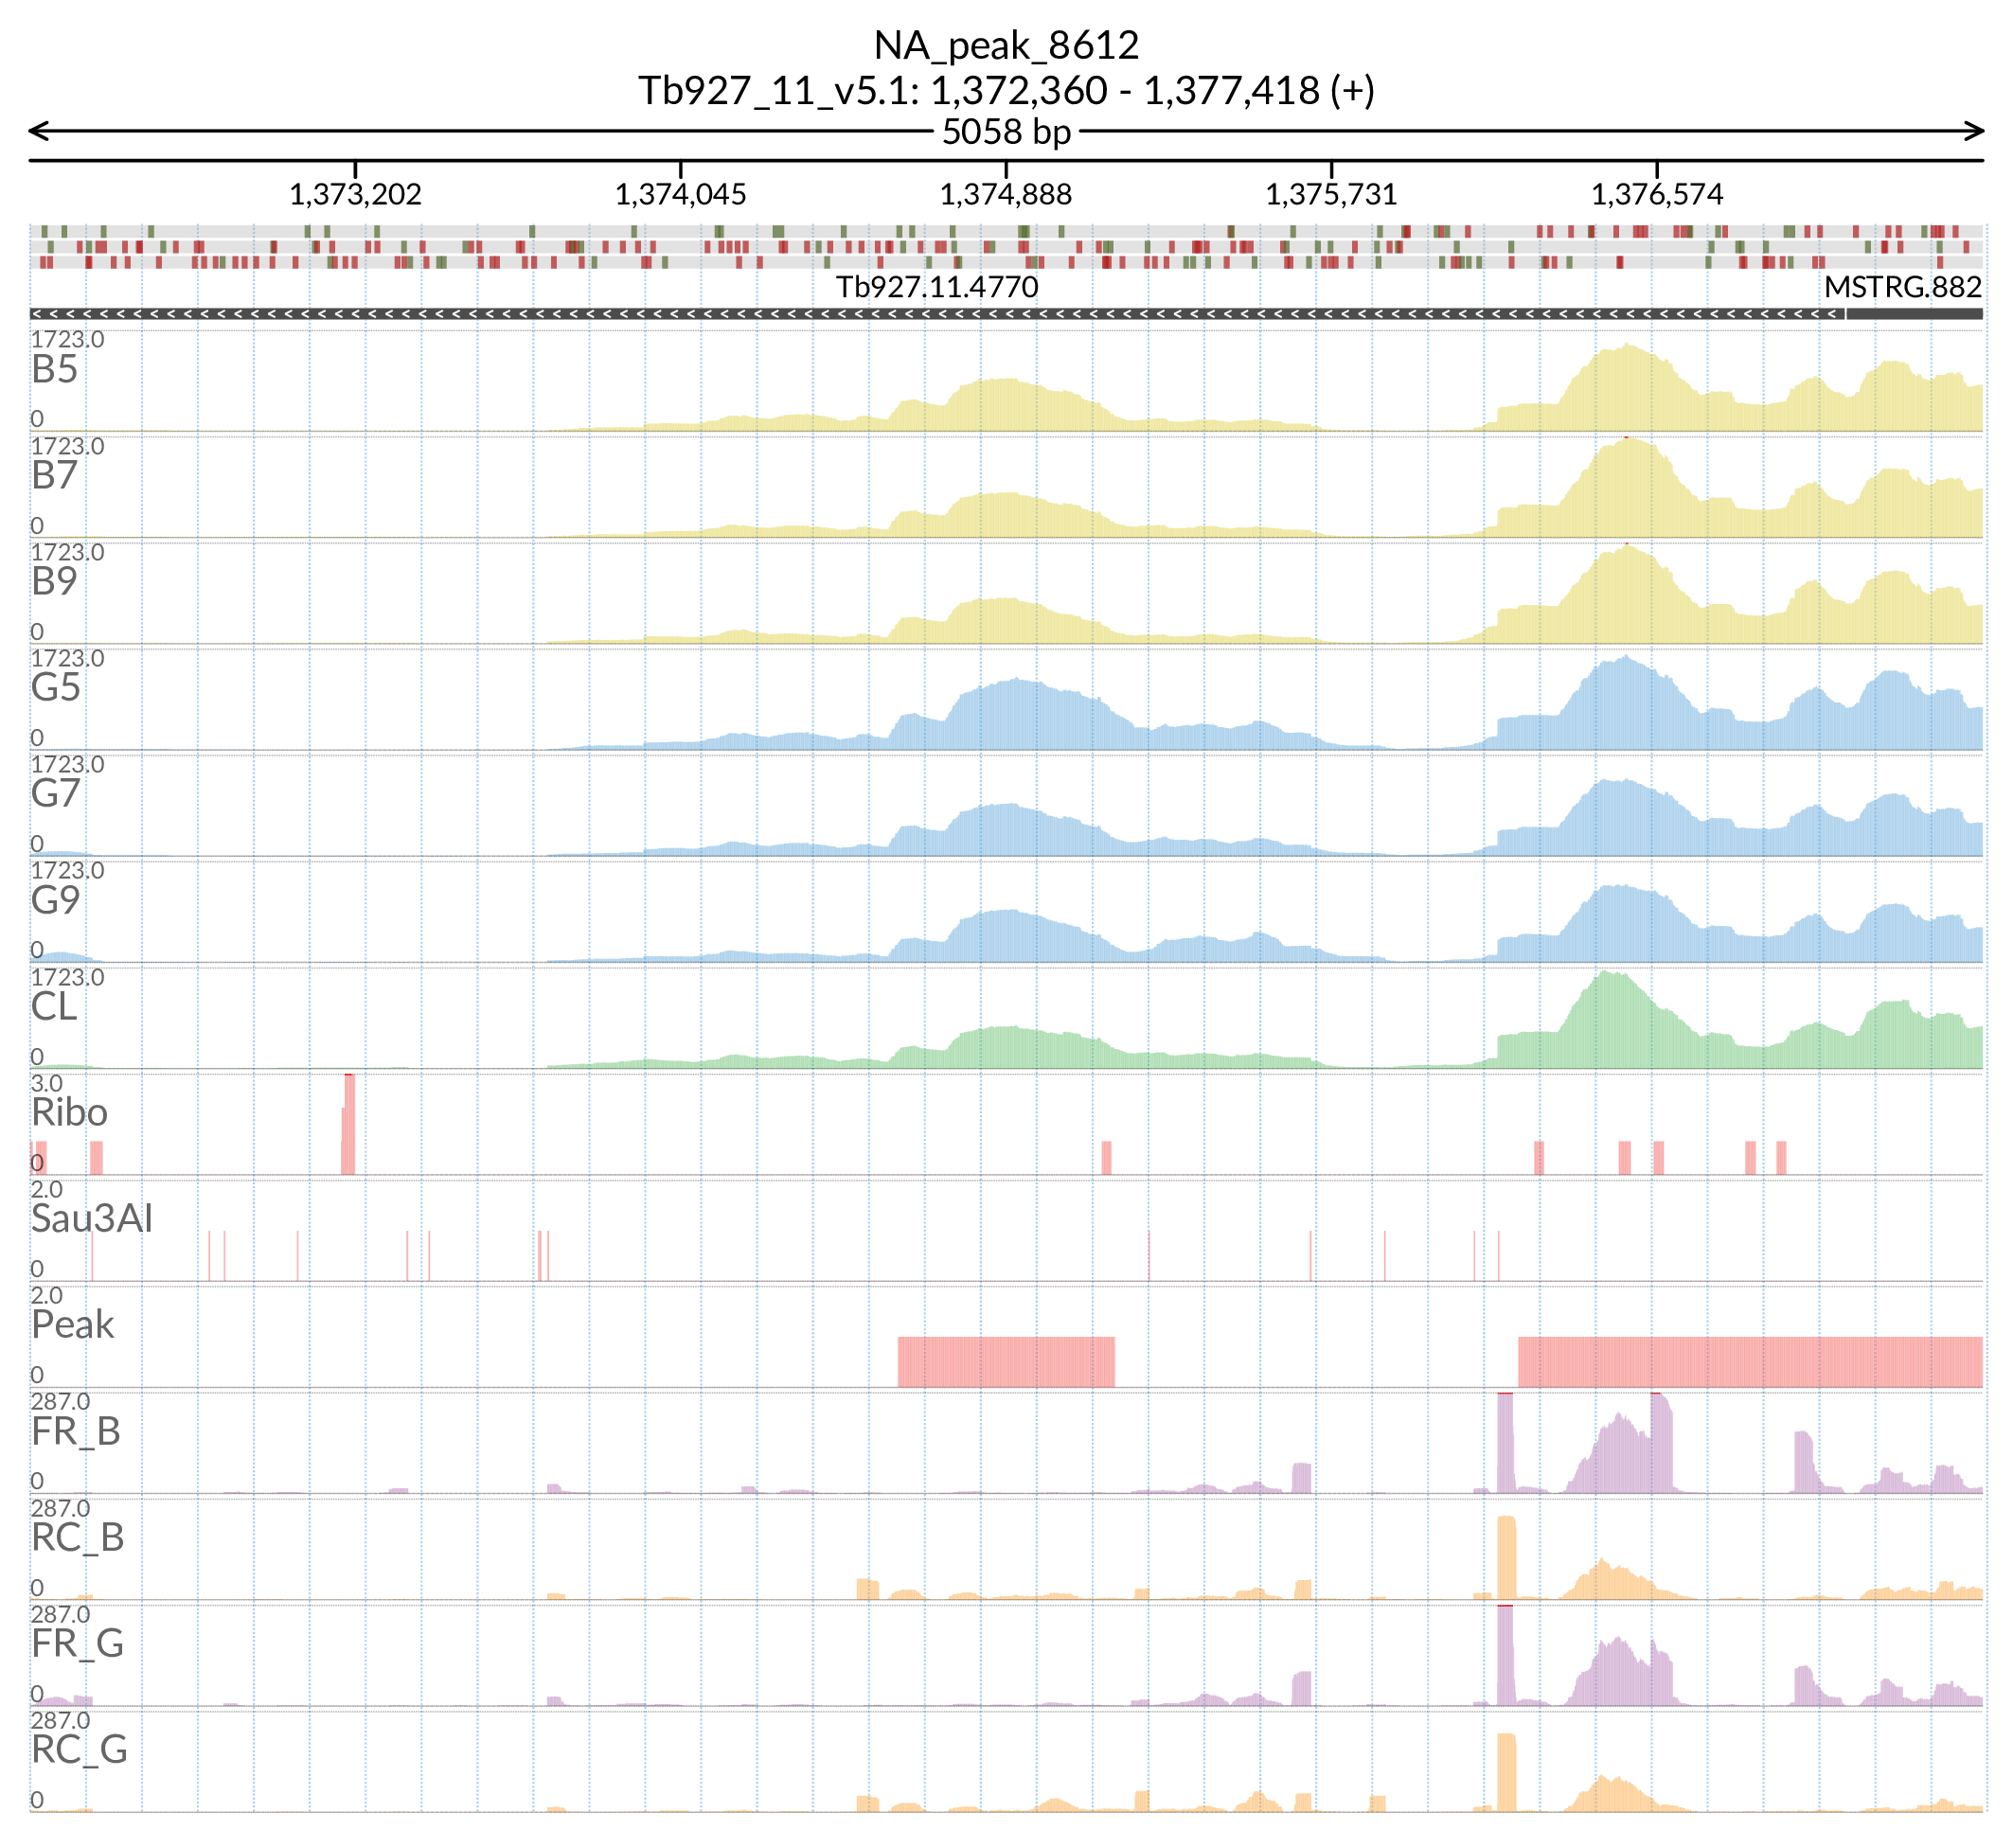 NA_peak_8612
Tb927_11_v5.1: 1,372,360 - 1,377,418 (+)
5058 bp
1,373,202 1,374,045 1,374,888 1,375,731 1,376,574
Tb927.11.4770 MSTRG.882
1723.0
B5
0
1723.0
B7
0
1723.0
B9
0
1723.0
G5
0
1723.0
G7
0
1723.0
G9
0
1723.0
CL
0
3.0
Ribo
0
2.0
Sau3AI
0
2.0
Peak
0
287.0
FR_B
0
287.0
RC_B
0
287.0
FR_G
0
287.0
RC_G
0